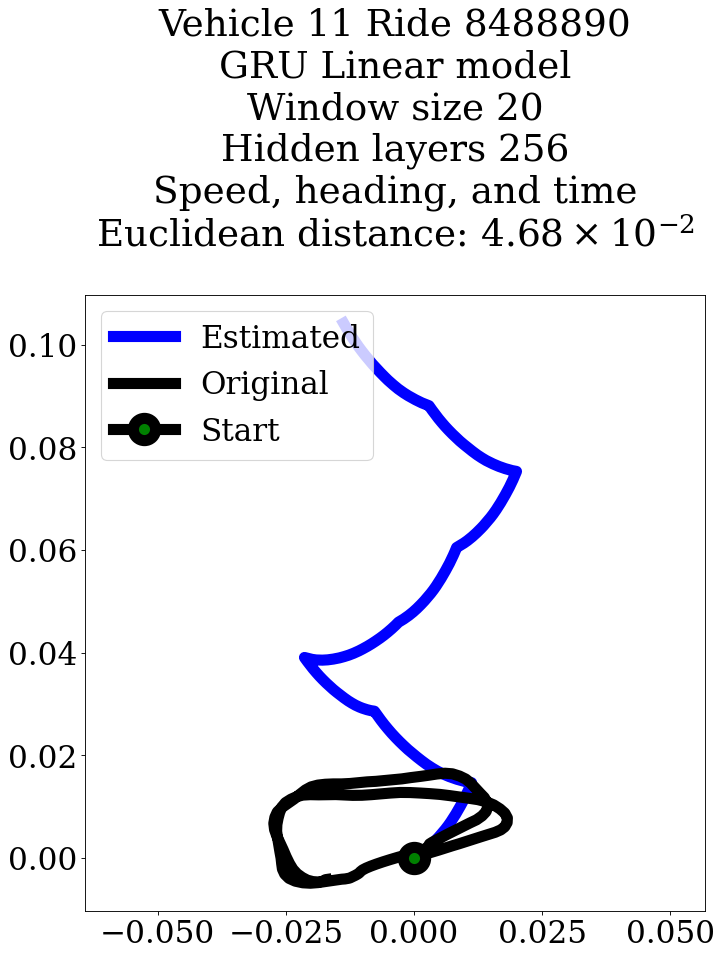 Vehicle 11 Ride 8488890
GRU Linear model
Window size 20
Hidden layers 256
Speed, heading, and time
Euclidean distance: 4.68 × 10⁻²
Estimated
Original
Start
0.10
0.08
0.06
0.04
0.02
0.00
−0.050 −0.025 0.000 0.025 0.050